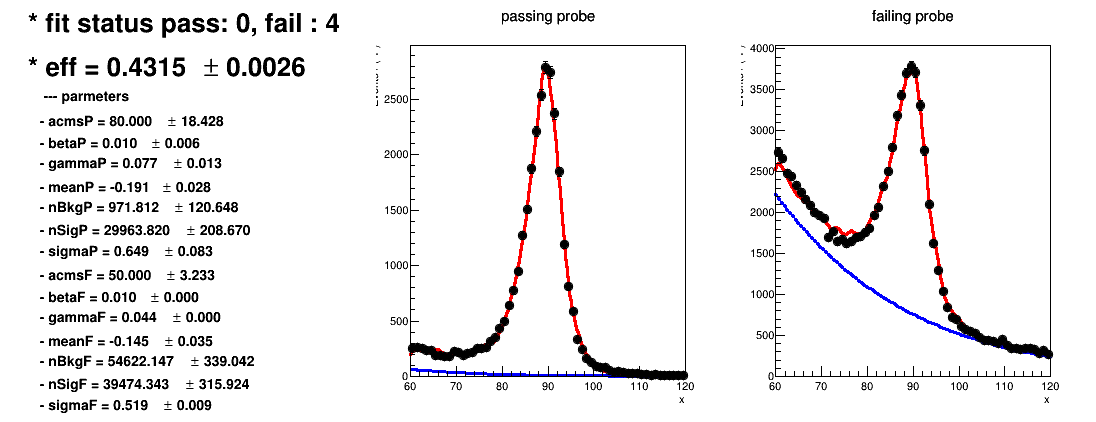 * fit status pass: 0, fail : 4
* eff = 0.4315 ± 0.0026
--- parmeters
- acmsP = 80.000 ± 18.428
- betaP = 0.010 ± 0.006
- gammaP = 0.077 ± 0.013
- meanP = -0.191 ± 0.028
- nBkgP = 971.812 ± 120.648
- nSigP = 29963.820 ± 208.670
- sigmaP = 0.649 ± 0.083
- acmsF = 50.000 ± 3.233
- betaF = 0.010 ± 0.000
- gammaF = 0.044 ± 0.000
- meanF = -0.145 ± 0.035
- nBkgF = 54622.147 ± 339.042
- nSigF = 39474.343 ± 315.924
- sigmaF = 0.519 ± 0.009
passing probe
2500
2000
1500
1000
500
0
60 70 80 90 100 110 120
x
failing probe
4000
3500
3000
2500
2000
1500
1000
500
0
60 70 80 90 100 110 120
x